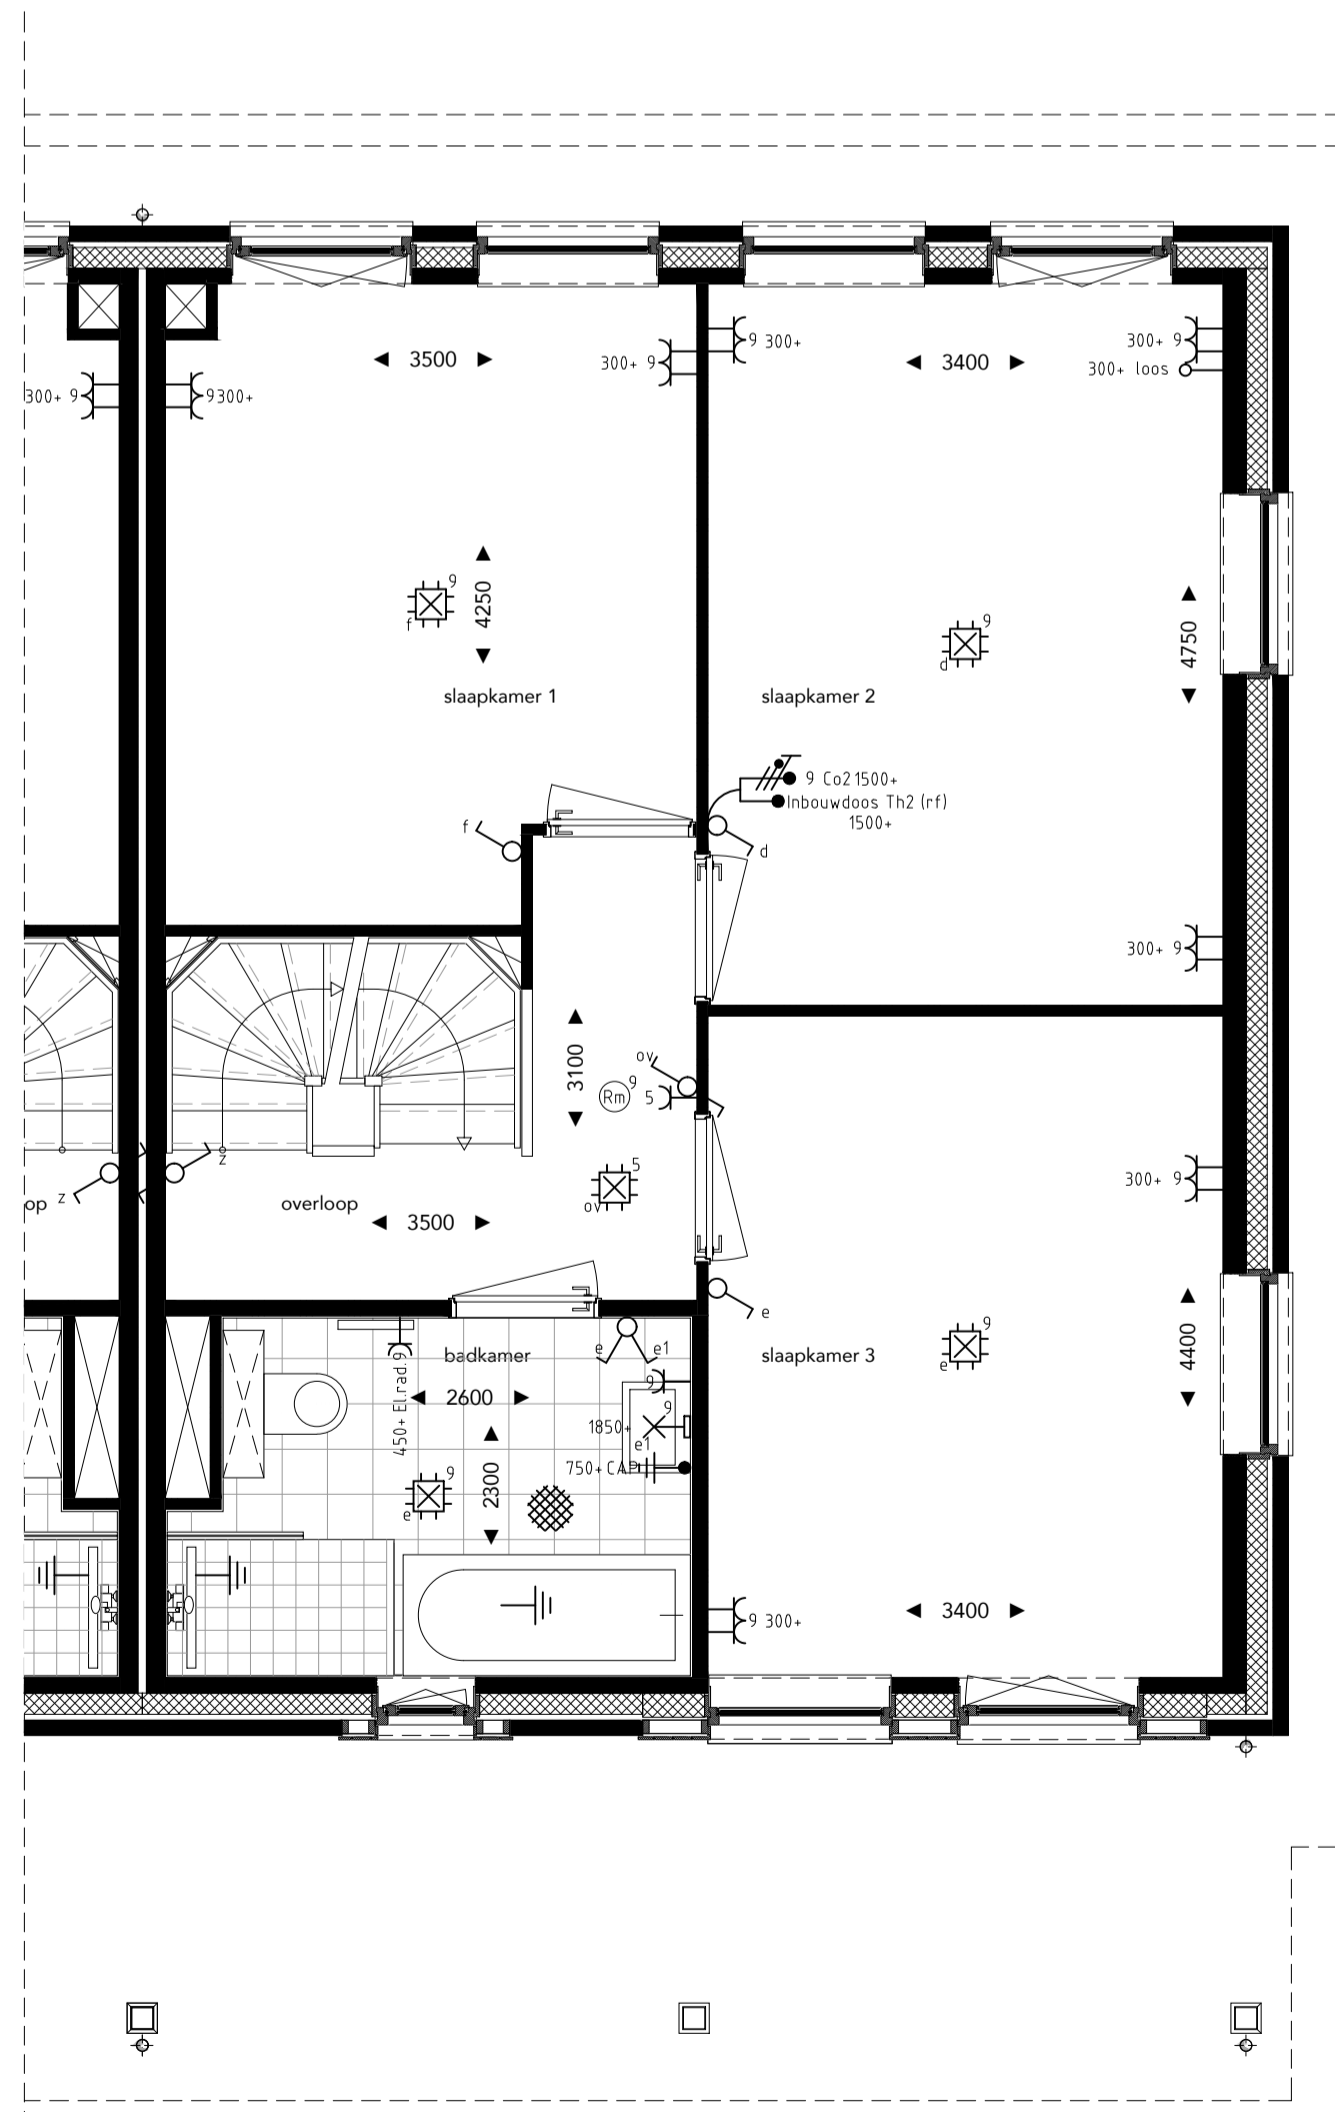 3500
300+ 9
9 300+
3400
300+ 9
300+ loos
300+ 9
9300+
9
f
4250
9
d
4750
slaapkamer 1
slaapkamer 2
9 Co21500+
Inbouwdoos Th2 (rf)
1500+
f
d
300+ 9
3100
ov
Rm
9
5
z
z
op
overloop
5
ov
3500
300+ 9
e
badkamer
e
e1
slaapkamer 3
9
e
4400
450+ El.rad.9
2600
9
9
1850+
e1
750+ CAP
2300
9
e
3400
9 300+